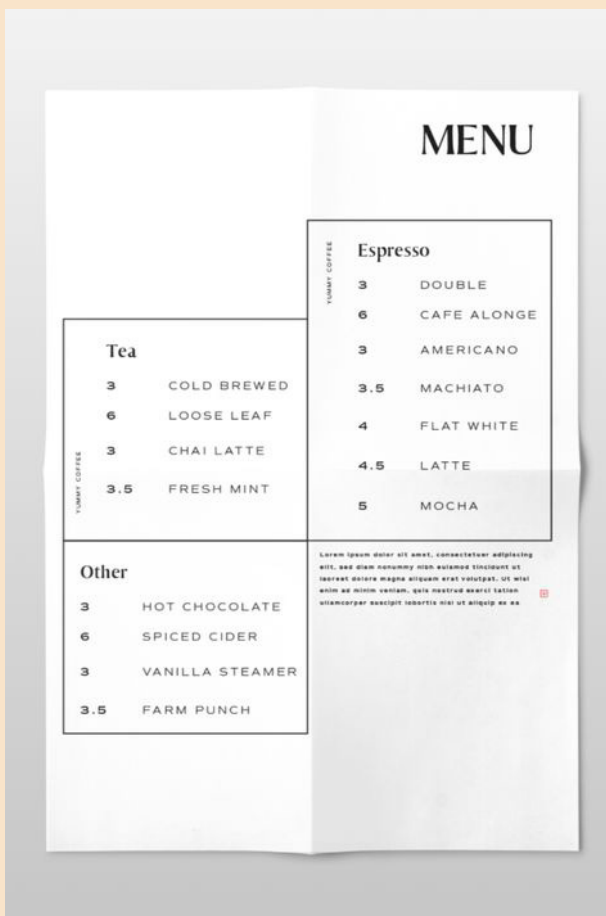 MENU
YUMMY COFFEE
Espresso
3 DOUBLE
6 CAFE ALONGE
3 AMERICANO
3.5 MACHIATO
4 FLAT WHITE
4.5 LATTE
5 MOCHA
Tea
3 COLD BREWED
6 LOOSE LEAF
3 CHAI LATTE
3.5 FRESH MINT
YUMMY COFFEE
Other
3 HOT CHOCOLATE
6 SPICED CIDER
3 VANILLA STEAMER
3.5 FARM PUNCH
Lorem ipsum dolor sit amet, consectetuer adipiscing
elit, sed diam nonummy nibh euismod tincidunt ut
laoreet dolore magna aliquam erat volutpat. Ut wisi
enim ad minim veniam, quis nostrud exerci tation
ullamcorper suscipit lobortis nisl ut aliquip ex ea